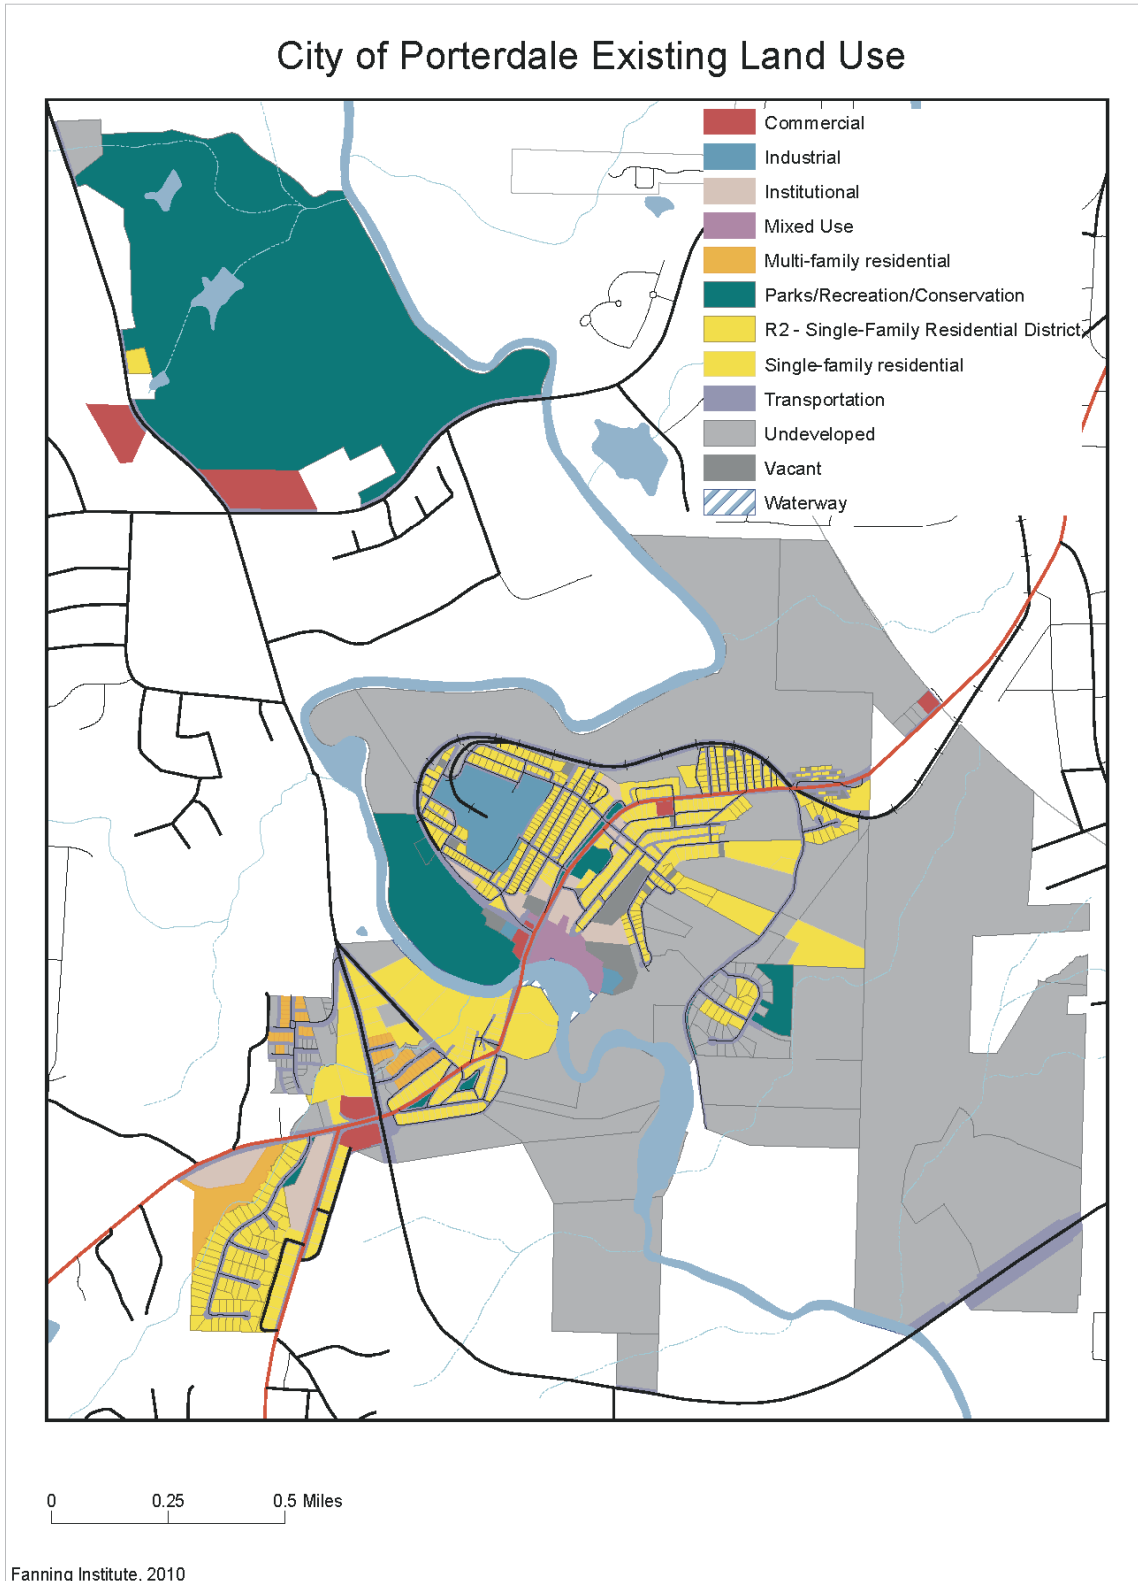 City of Porterdale Existing Land Use
Commercial
Industrial
Institutional
Mixed Use
Multi-family residential
Parks/Recreation/Conservation
R2 - Single-Family Residential District
Single-family residential
Transportation
Undeveloped
Vacant
Waterway
0 0.25 0.5 Miles
Fanning Institute, 2010